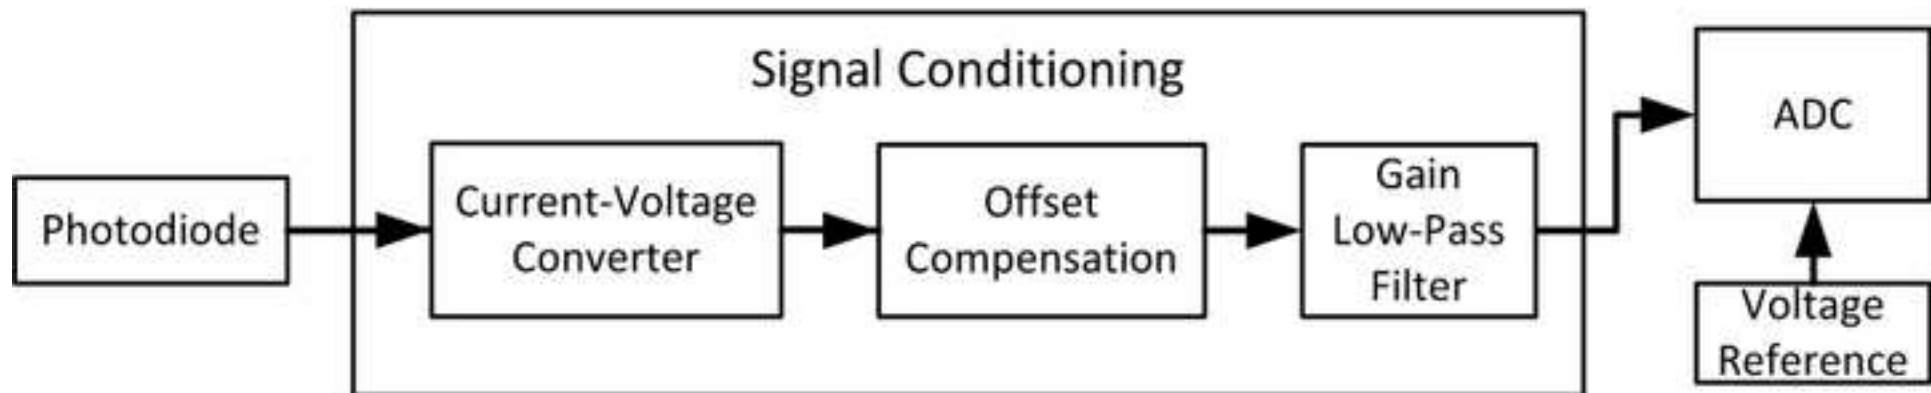 Signal Conditioning
Photodiode
Current-Voltage
Converter
Offset
Compensation
Gain
Low-Pass
Filter
ADC
Voltage
Reference